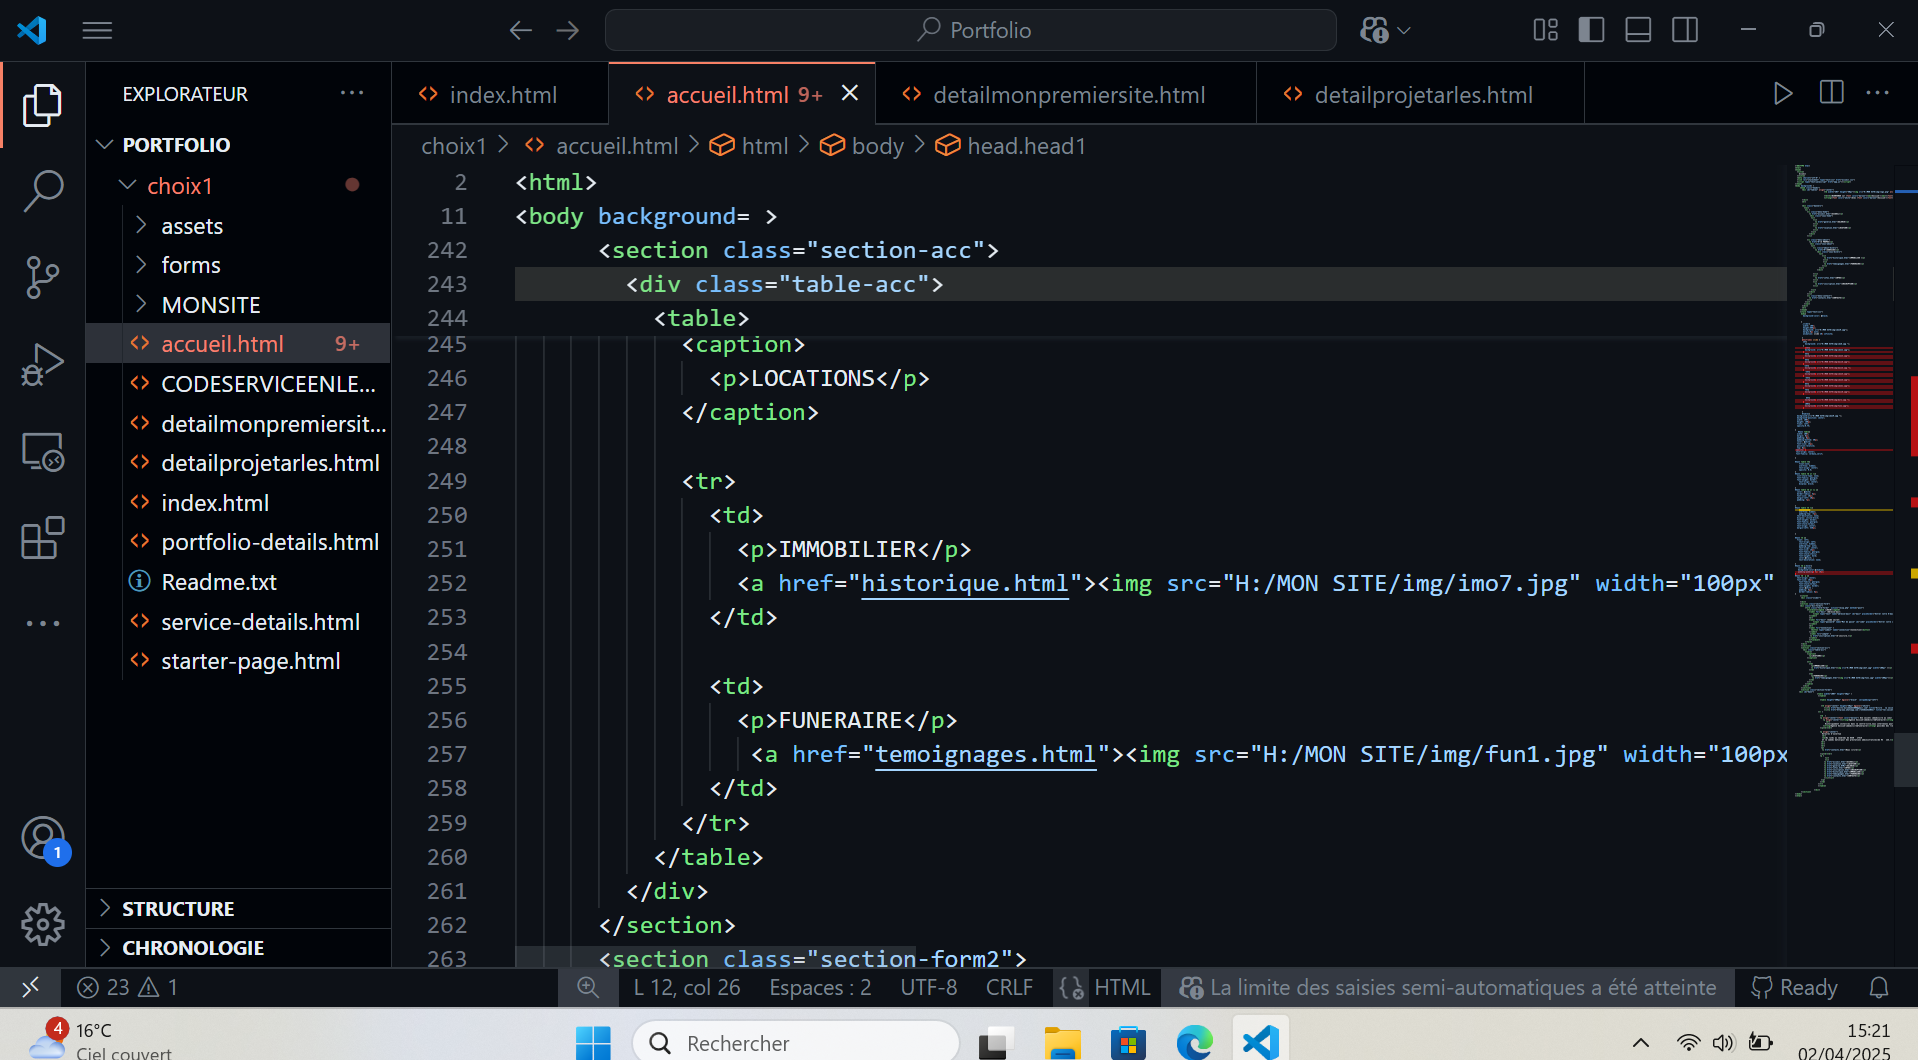 Portfolio
EXPLORATEUR
index.html
accueil.html 9+
detailmonpremiersite.html
detailprojetarles.html
choix1 > accueil.html > html > body > head.head1
PORTFOLIO
choix1
assets
forms
MONSITE
accueil.html 9+
CODESERVICEENLE...
detailmonpremiersit...
detailprojetarles.html
index.html
portfolio-details.html
Readme.txt
service-details.html
starter-page.html
STRUCTURE
CHRONOLOGIE
2 <html>
11 <body background= >
242 <section class="section-acc">
243 <div class="table-acc">
244 <table>
245 <caption>
246 <p>LOCATIONS</p>
247 </caption>
248
249 <tr>
250 <td>
251 <p>IMMOBILIER</p>
252 <a href="historique.html"><img src="H:/MON SITE/img/imo7.jpg" width="100px"
253 </td>
254
255 <td>
256 <p>FUNERAIRE</p>
257 <a href="temoignages.html"><img src="H:/MON SITE/img/fun1.jpg" width="100px
258 </td>
259 </tr>
260 </table>
261 </div>
262 </section>
263 <section class="section-form2">
1
23 1
L 12, col 26
Espaces : 2
UTF-8
CRLF
HTML
La limite des saisies semi-automatiques a été atteinte
Ready
4
16°C
Ciel couvert
Rechercher
15:21
02/04/2025